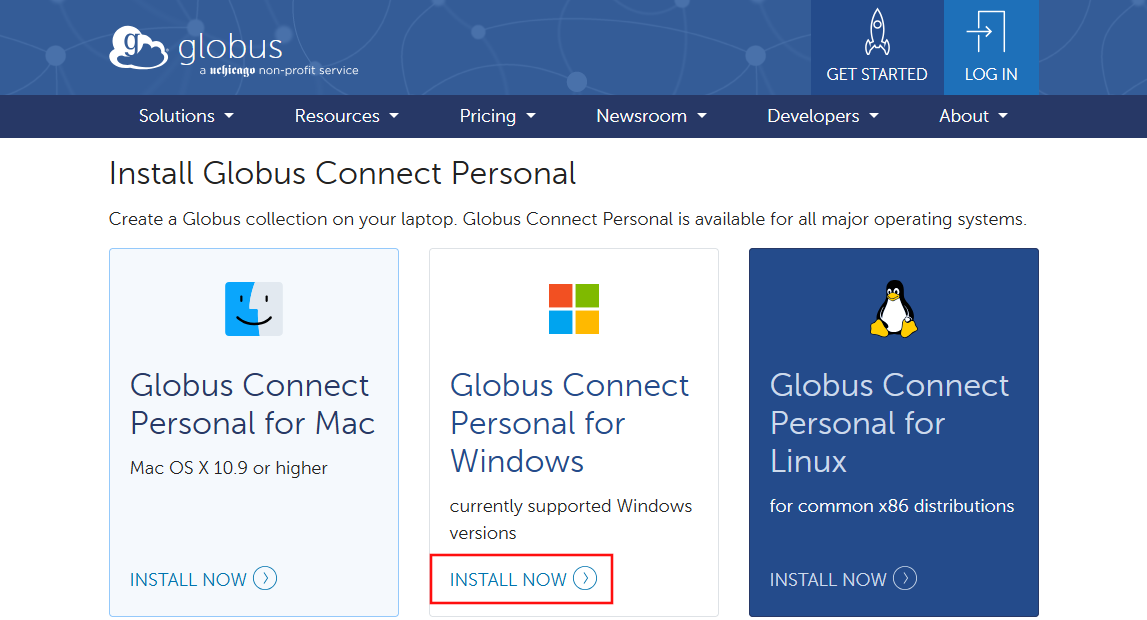 globus
a uchicago non-profit service
GET STARTED
LOG IN
Solutions Resources Pricing Newsroom Developers About
Install Globus Connect Personal
Create a Globus collection on your laptop. Globus Connect Personal is available for all major operating systems.
Globus Connect
Personal for Mac
Mac OS X 10.9 or higher
INSTALL NOW
Globus Connect
Personal for
Windows
currently supported Windows
versions
INSTALL NOW
Globus Connect
Personal for
Linux
for common x86 distributions
INSTALL NOW